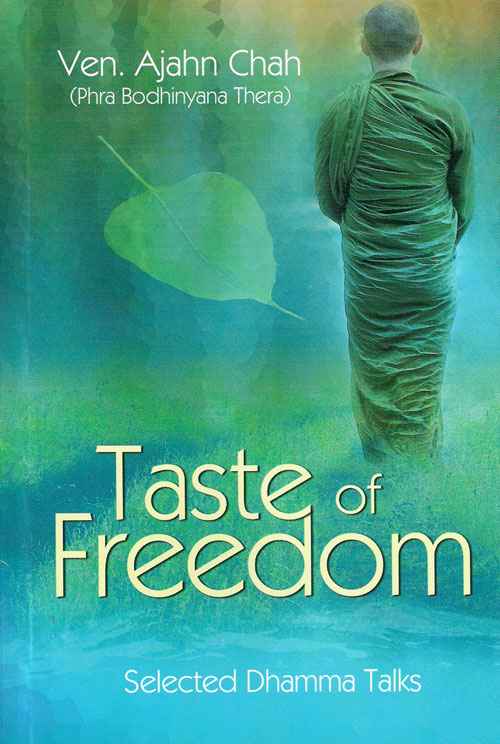 Ven. Ajahn Chah
(Phra Bodhinyana Thera)
Taste of
Freedom
Selected Dhamma Talks